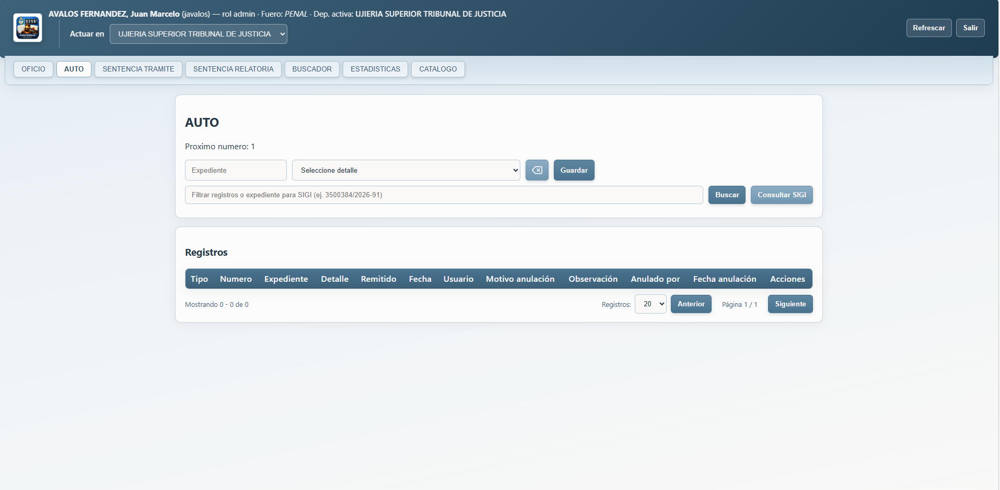 AVALOS FERNANDEZ, Juan Marcelo (javalos) — rol admin · Fuero: PENAL · Dep. activa: UJIERIA SUPERIOR TRIBUNAL DE JUSTICIA
0258
Poder Judicial
Actuar en UJIERIA SUPERIOR TRIBUNAL DE JUSTICIA
Refrescar Salir
OFICIO AUTO SENTENCIA TRAMITE SENTENCIA RELATORIA BUSCADOR ESTADISTICAS CATALOGO
AUTO
Proximo numero: 1
Expediente Seleccione detalle Guardar
Filtrar registros o expediente para SIGI (ej. 3500384/2026-91) Buscar Consultar SIGI
Registros
Tipo Numero Expediente Detalle Remitido Fecha Usuario Motivo anulación Observación Anulado por Fecha anulación Acciones
Mostrando 0 - 0 de 0 Registros: 20 Anterior Página 1 / 1 Siguiente